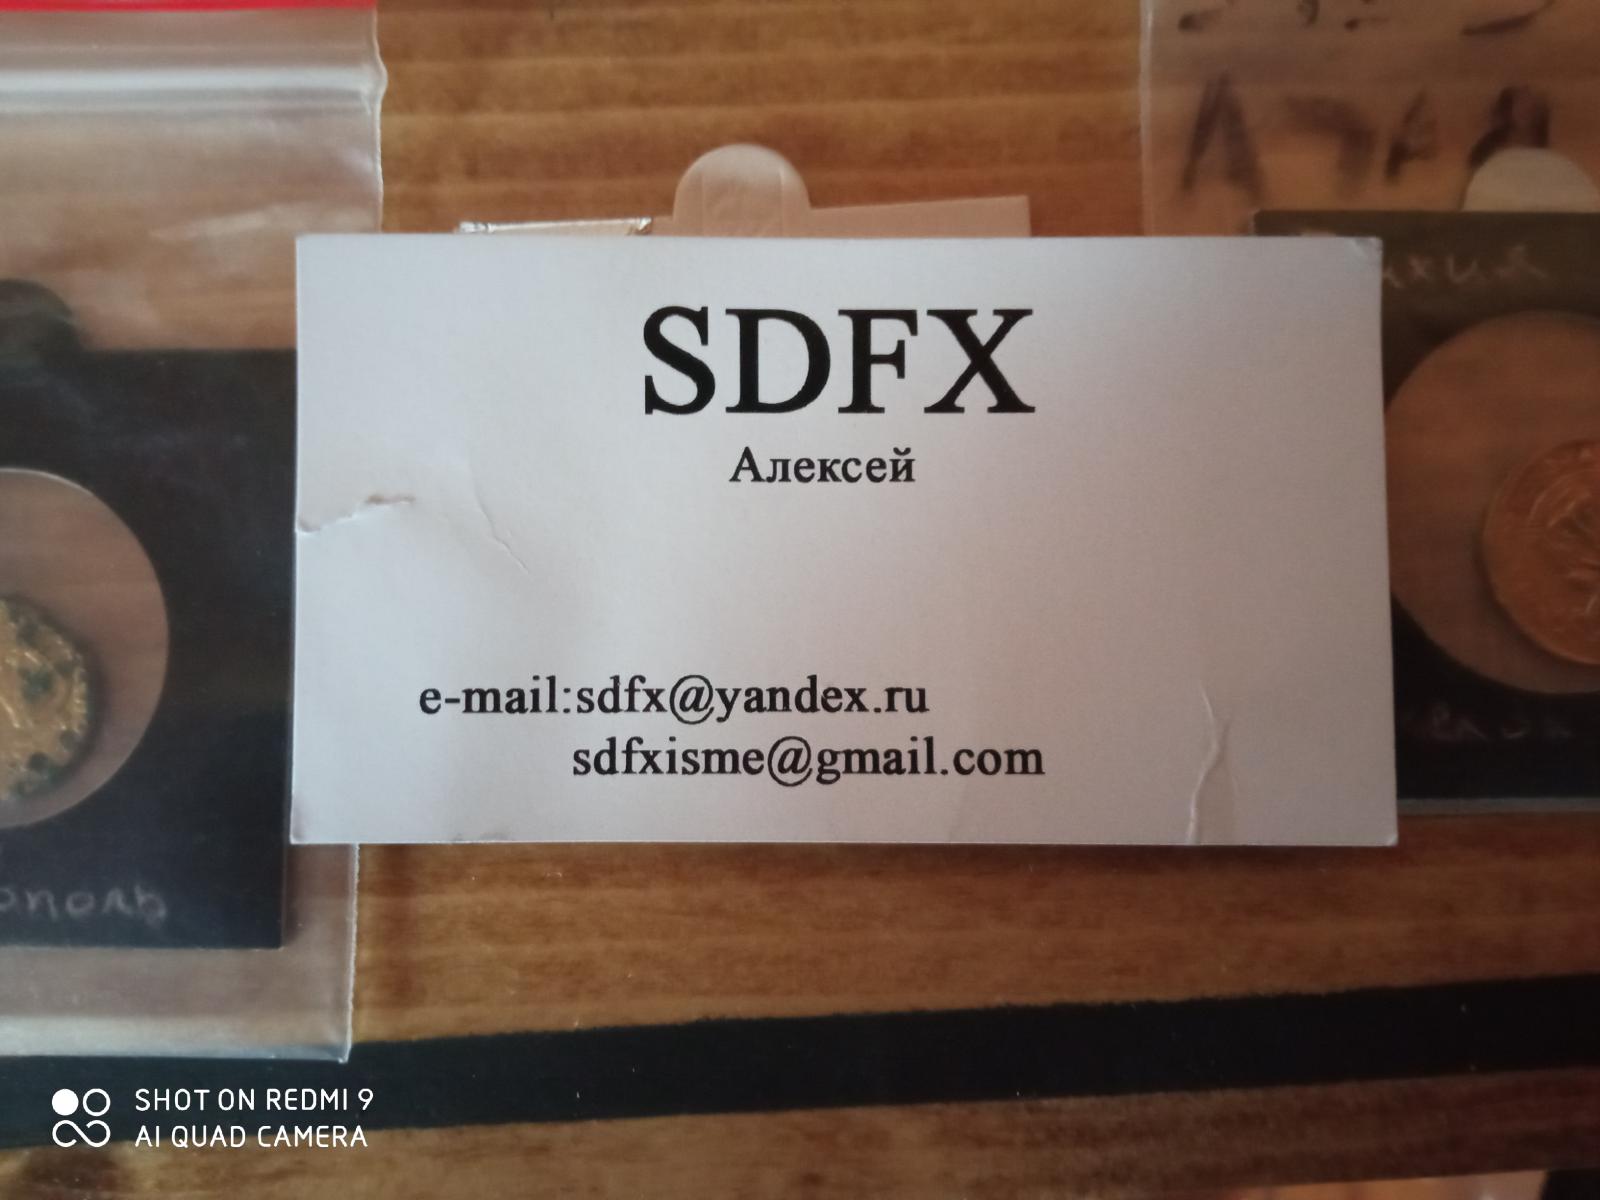 SDFX
Алексей
e-mail:sdfx@yandex.ru
sdfxisme@gmail.com
SHOT ON REDMI 9
AI QUAD CAMERA